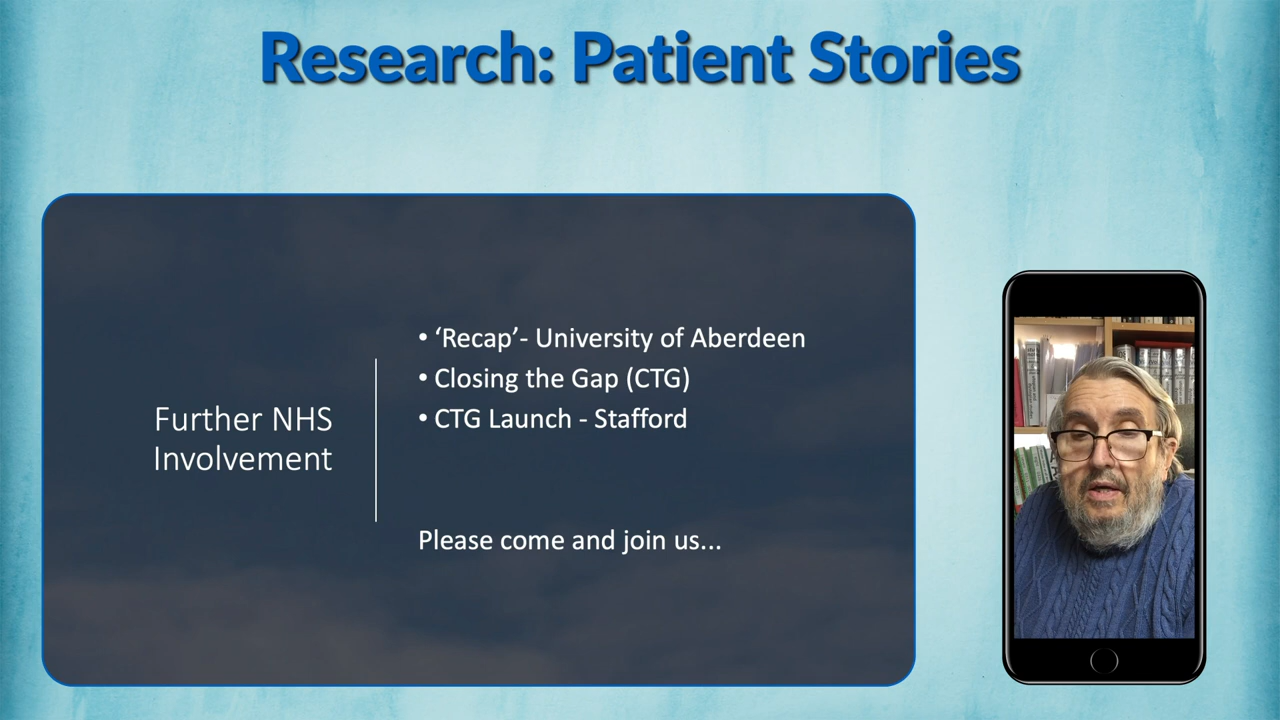 Research: Patient Stories
Further NHS
Involvement
• ‘Recap’- University of Aberdeen
• Closing the Gap (CTG)
• CTG Launch - Stafford
Please come and join us...